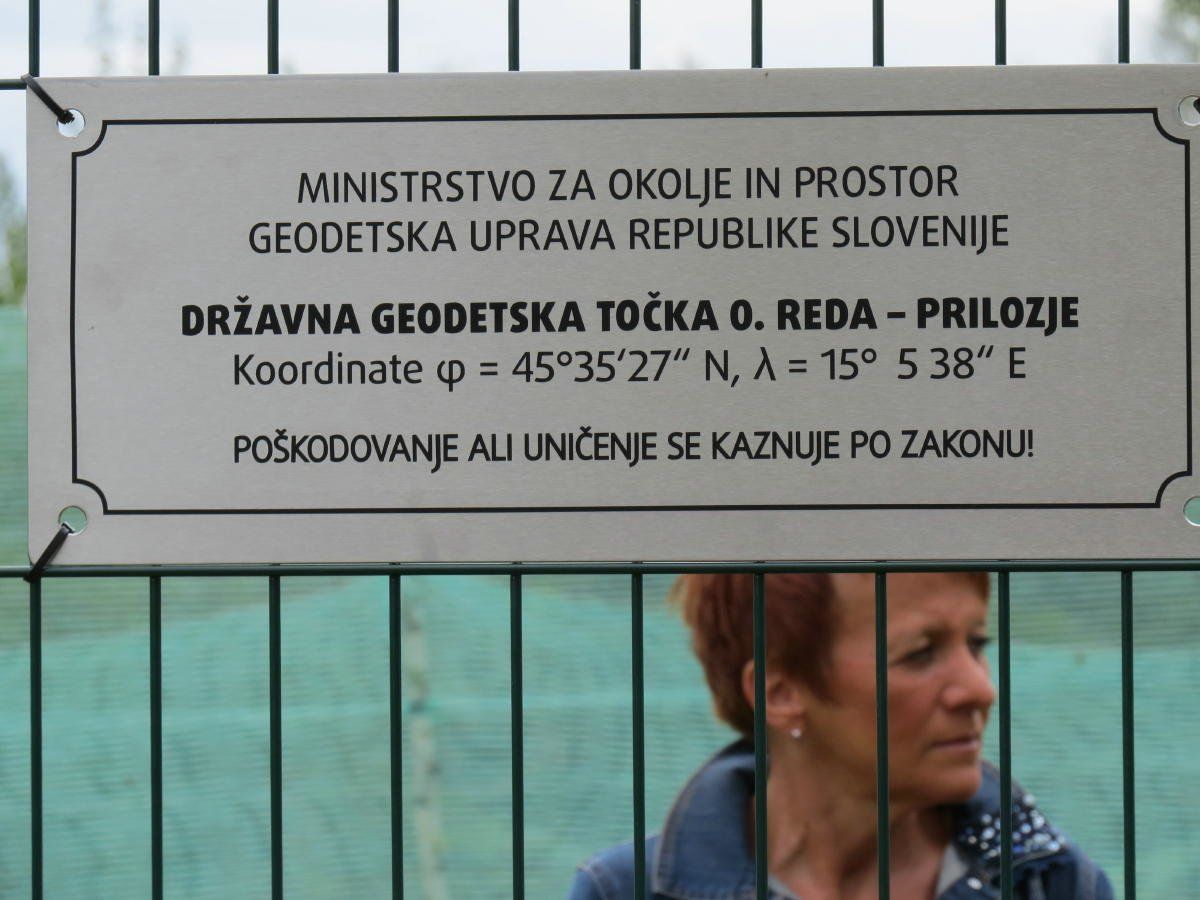 MINISTRSTVO ZA OKOLJE IN PROSTOR
GEODETSKA UPRAVA REPUBLIKE SLOVENIJE
DRŽAVNA GEODETSKA TOČKA 0. REDA – PRILOZJE
Koordinate φ = 45°35‘27“ N, λ = 15° 5 38“ E
POŠKODOVANJE ALI UNIČENJE SE KAZNUJE PO ZAKONU!